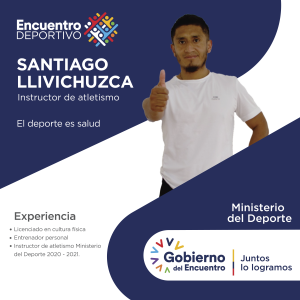 Encuentro
DEPORTIVO
SANTIAGO
LLIVICHUZCA
Instructor de atletismo
El deporte es salud
Experiencia
• Licenciado en cultura física
• Entrenador personal
• Instructor de atletismo Ministerio
del Deporte 2020 - 2021.
Ministerio
del Deporte
Gobierno
del Encuentro
Juntos
lo logramos